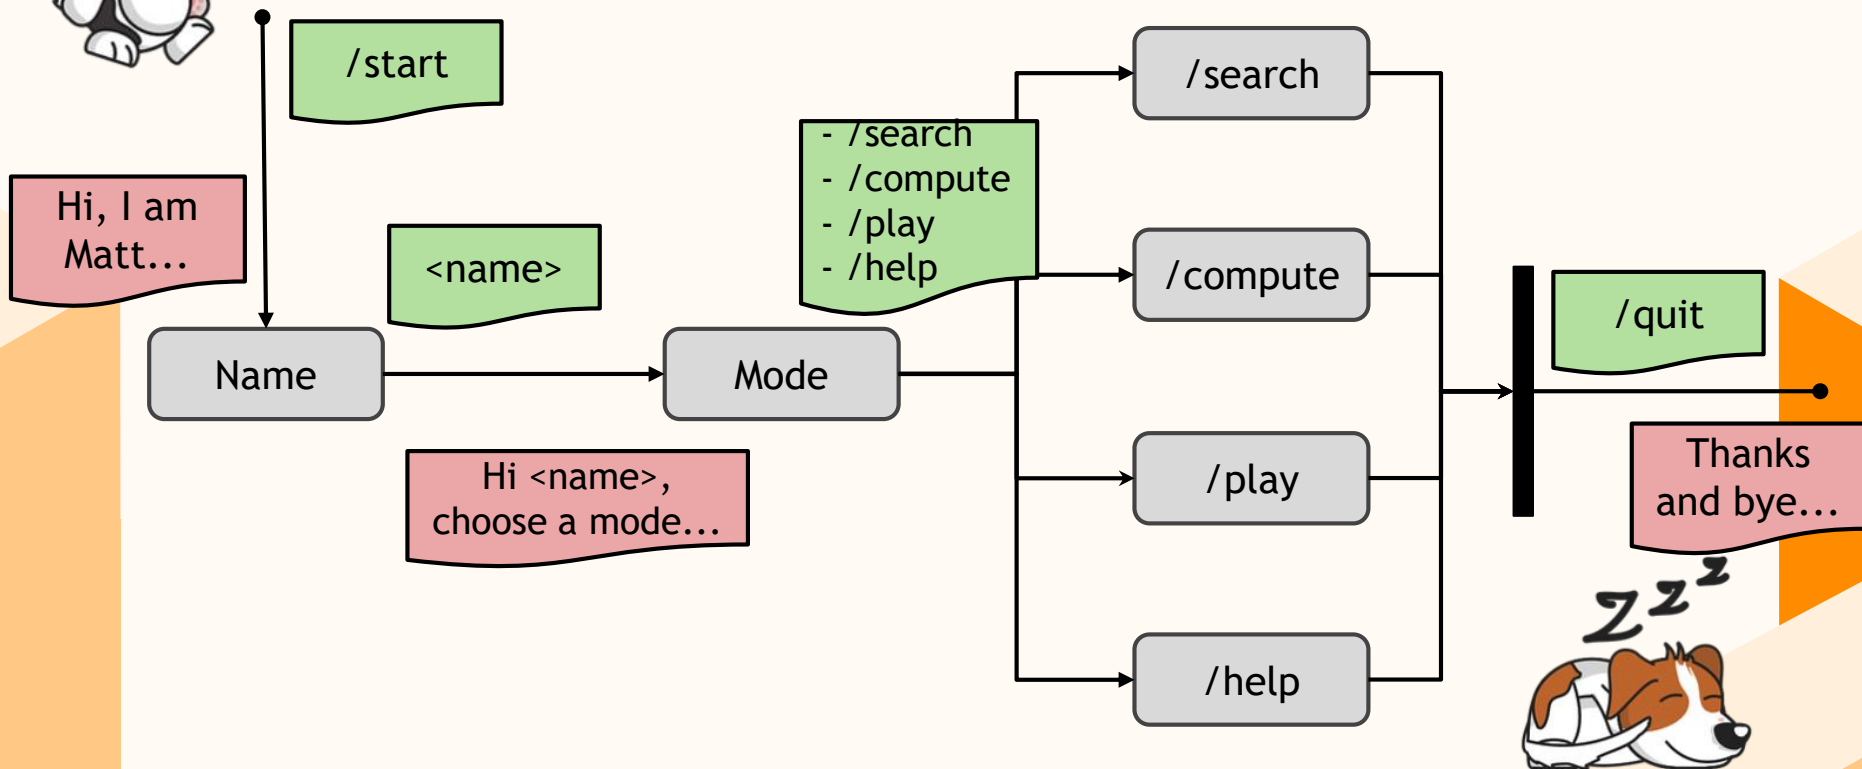 /start
Hi, I am
Matt...
<name>
Name
Hi <name>,
choose a mode...
Mode
- /search
- /compute
- /play
- /help
/search
/compute
/play
/help
/quit
Thanks
and bye...
Zzz